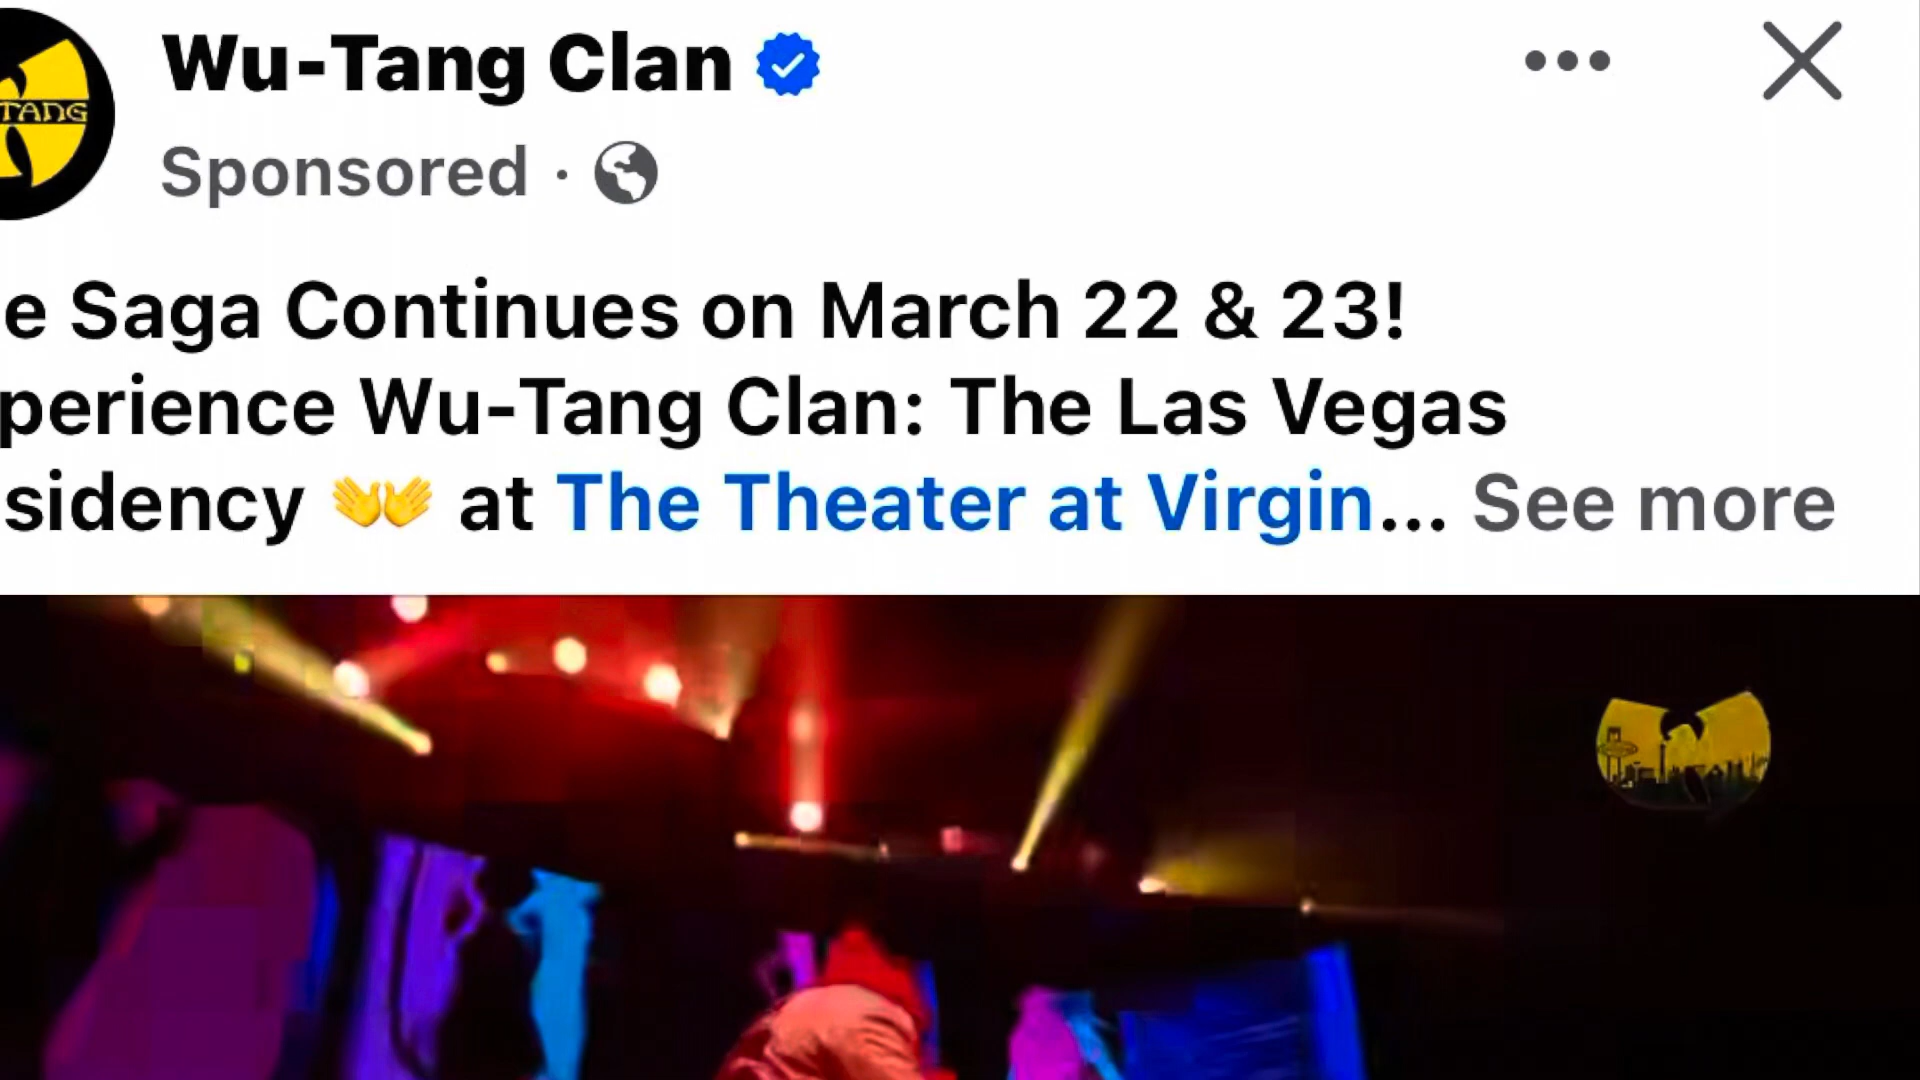 TANG
Wu-Tang Clan
Sponsored ·
e Saga Continues on March 22 & 23!
perience Wu-Tang Clan: The Las Vegas
sidency 👐 at The Theater at Virgin... See more